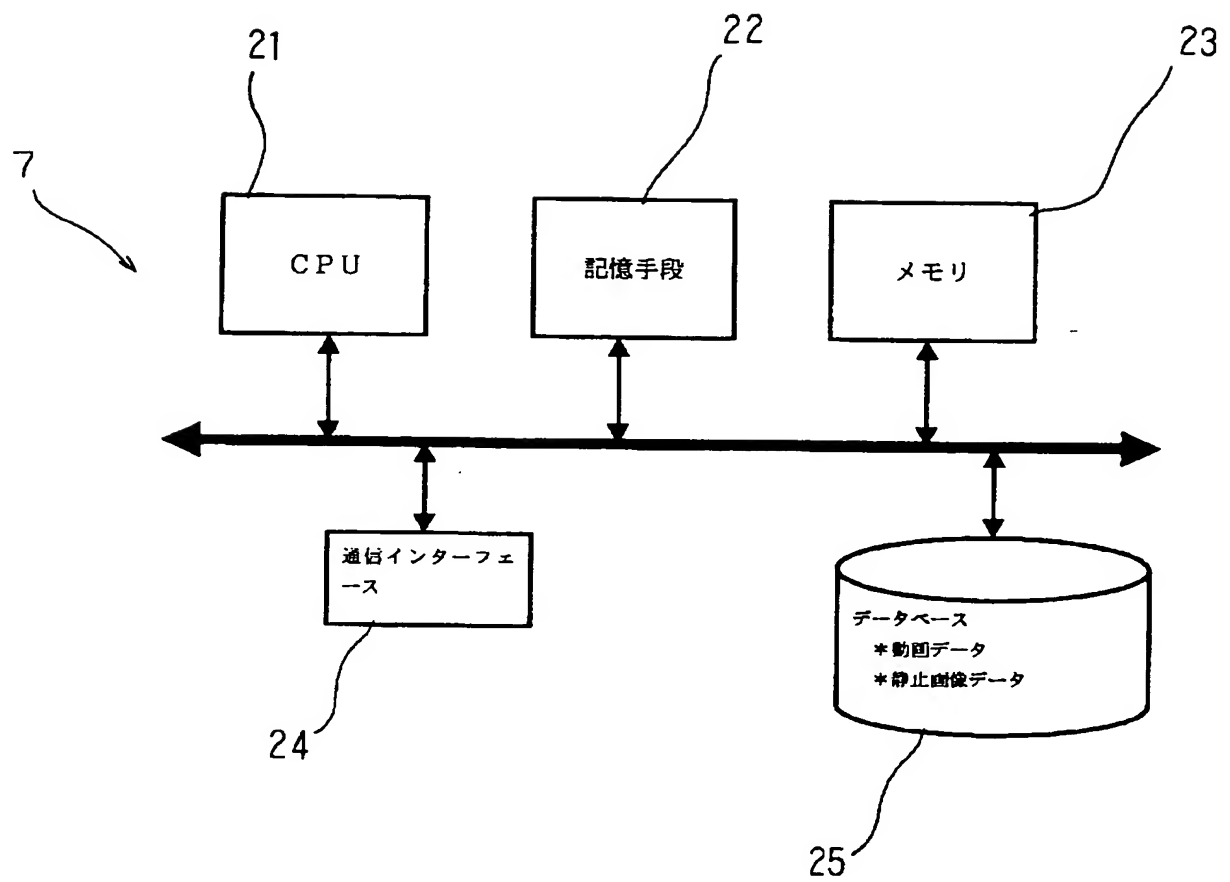 21
22
23
7
CPU
記憶手段
メモリ
通信インターフェ
ース
データベース
*動画データ
*静止画像データ
24
25